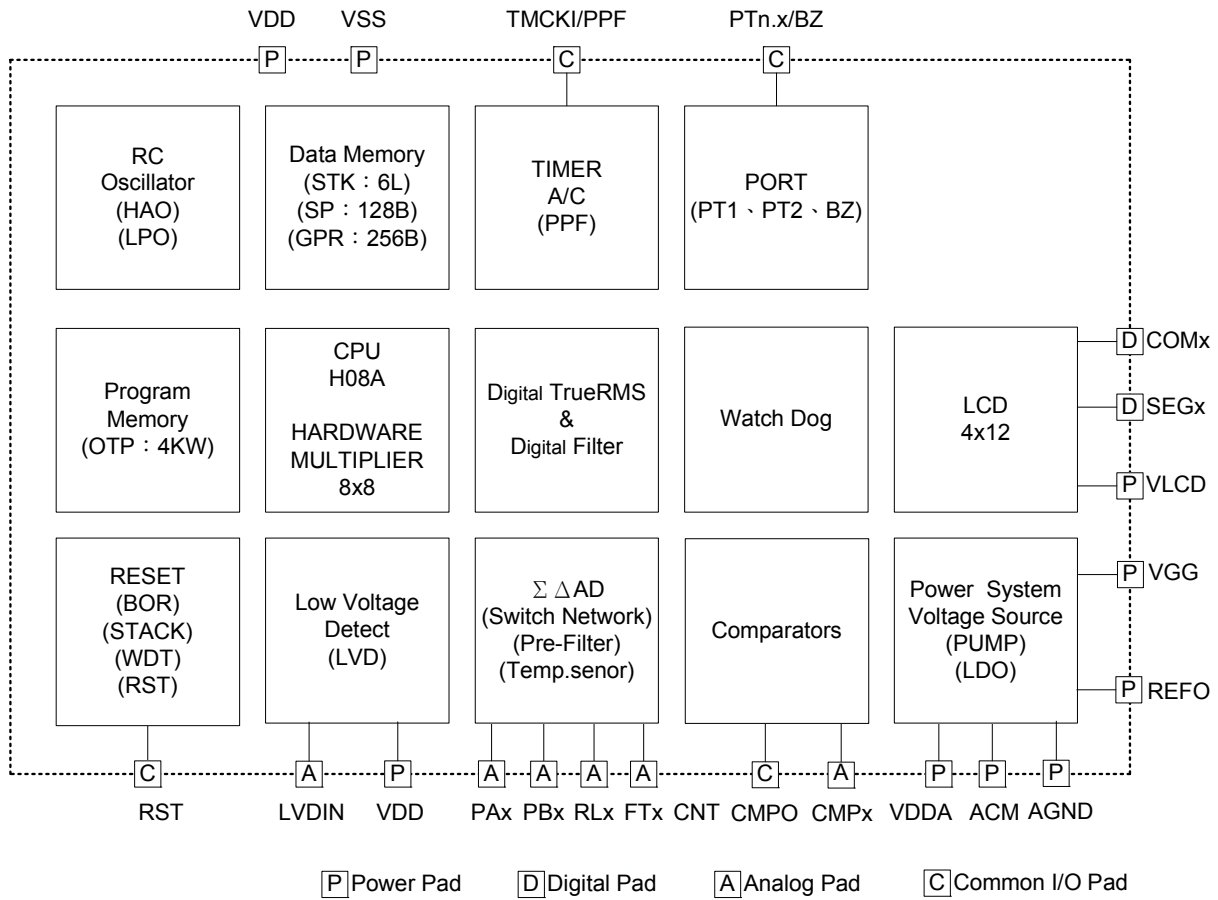 VDD VSS TMCKI/PPF PTn.x/BZ
P P C C
RC
Oscillator
(HAO)
(LPO)
Data Memory
(STK：6L)
(SP：128B)
(GPR：256B)
TIMER
A/C
(PPF)
PORT
(PT1、PT2、BZ)
Program
Memory
(OTP：4KW)
CPU
H08A
HARDWARE
MULTIPLIER
8x8
Digital TrueRMS
&
Digital Filter
Watch Dog
LCD
4x12
D COMx
D SEGx
P VLCD
RESET
(BOR)
(STACK)
(WDT)
(RST)
Low Voltage
Detect
(LVD)
Σ ΔAD
(Switch Network)
(Pre-Filter)
(Temp.senor)
Comparators
Power System
Voltage Source
(PUMP)
(LDO)
P VGG
P REFO
C A P A A A A C A P P P
RST LVDIN VDD PAx PBx RLx FTx CNT CMPO CMPx VDDA ACM AGND
P Power Pad D Digital Pad A Analog Pad C Common I/O Pad